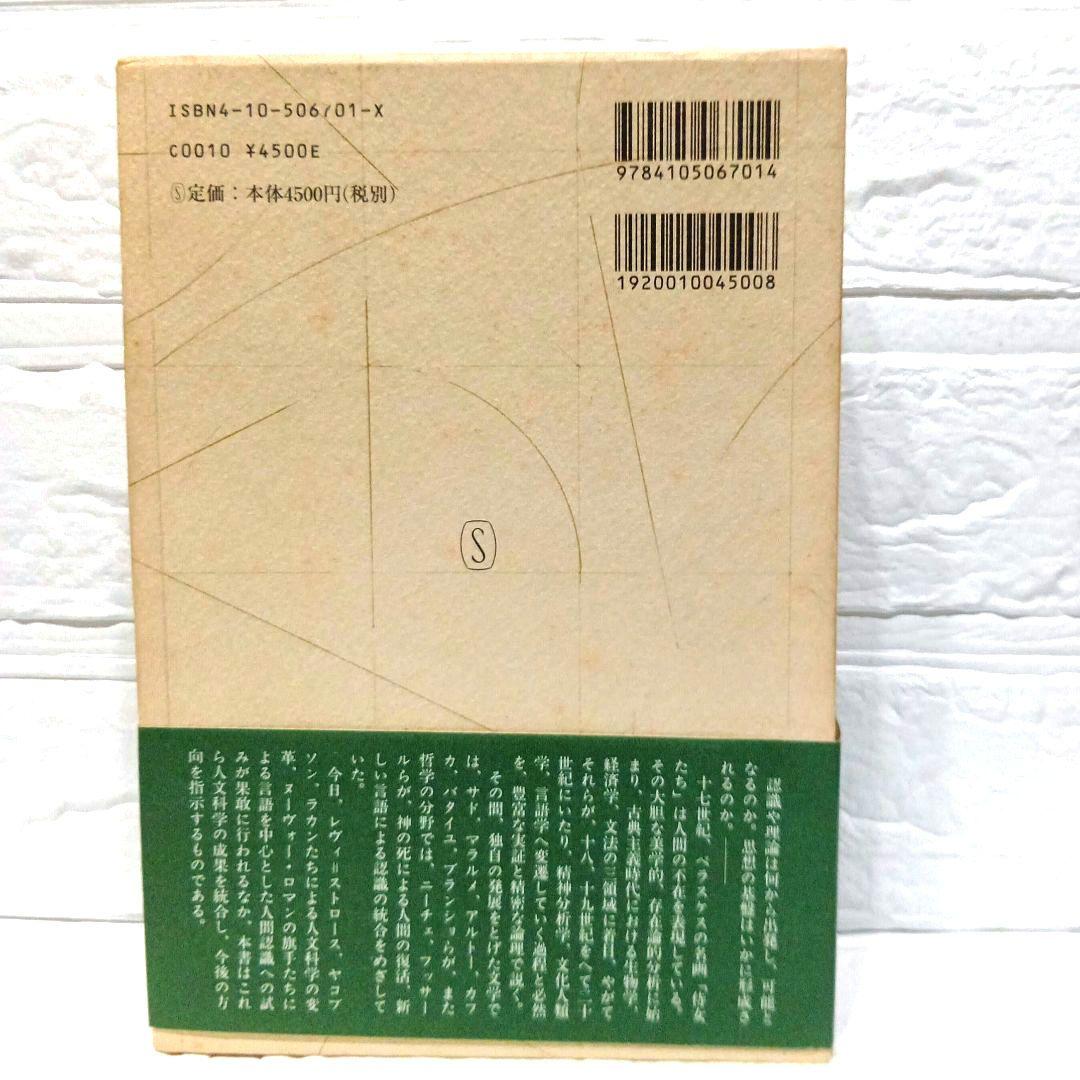 ISBN4-10-506701-X
C0010 ¥4500E
Ⓢ定価：本体4500円(税別)
9784105067014
1920010045008
S
認識や理論は何から出発し、可能と
なるのか。思想の基盤はいかに形成さ
れるのか。――
十七世紀、ベラスケスの名画「侍女
たち」は人間の不在を表現している。
その大胆な美学的、存在論的分析に始
まり、古典主義時代における生物学、
経済学、文法の三領域に着目、やがて
それらが、十八、十九世紀をへて二十
世紀にいたり、精神分析学、文化人類
学、言語学へ変遷していく過程と必然
を、豊富な実証と精密な論理で説く。
その間、独自の発展をとげた文学で
は、サド、マラルメ、アルトー、カフ
カ、バタイユ、ブランショらが、また
哲学の分野では、ニーチェ、フッサー
ルらが、神の死による人間の復活、新
しい言語による認識の統合をめざして
いた。
今日、レヴィ＝ストロース、ヤコブ
ソン、ラカンたちによる人文科学の変
革、ヌーヴォー・ロマンの旗手たちに
よる言語を中心とした人間認識への試
みが果敢に行われるなか、本書はこれ
ら人文科学の成果を統合し、今後の方
向を指示するものである。